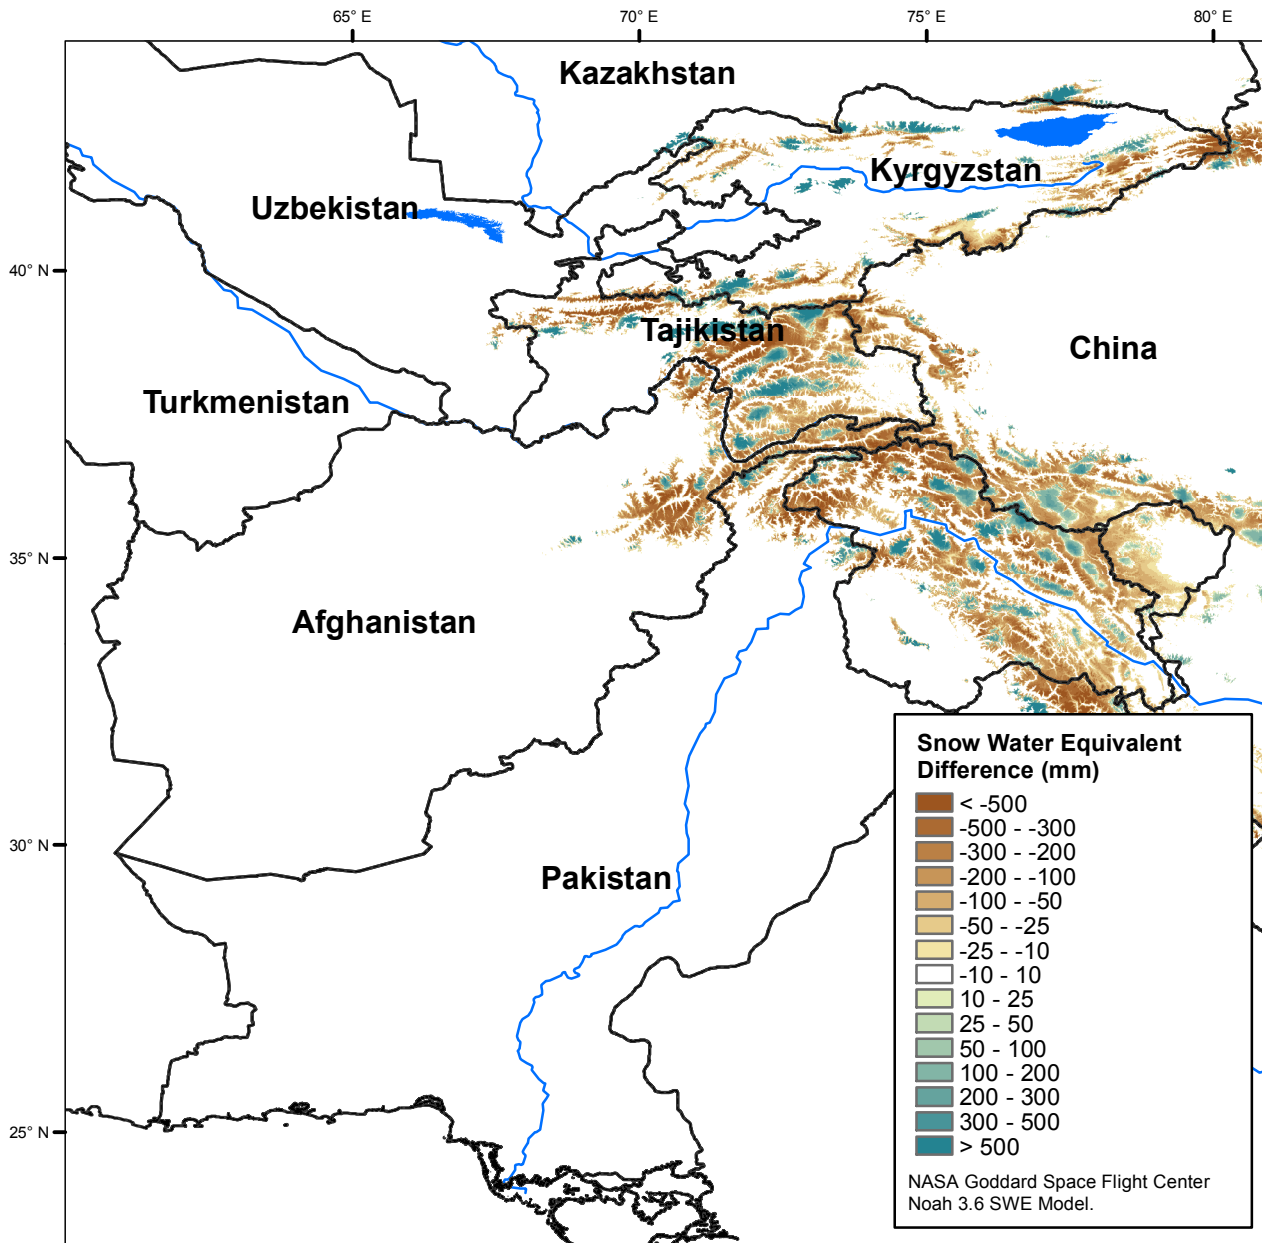 65° E
70° E
75° E
80° E
Kazakhstan
Kyrgyzstan
Uzbekistan
40° N
Tajikistan
China
Turkmenistan
35° N
Afghanistan
30° N
Pakistan
25° N
Snow Water Equivalent
Difference (mm)
< -500
-500 - -300
-300 - -200
-200 - -100
-100 - -50
-50 - -25
-25 - -10
-10 - 10
10 - 25
25 - 50
50 - 100
100 - 200
200 - 300
300 - 500
> 500
NASA Goddard Space Flight Center
Noah 3.6 SWE Model.